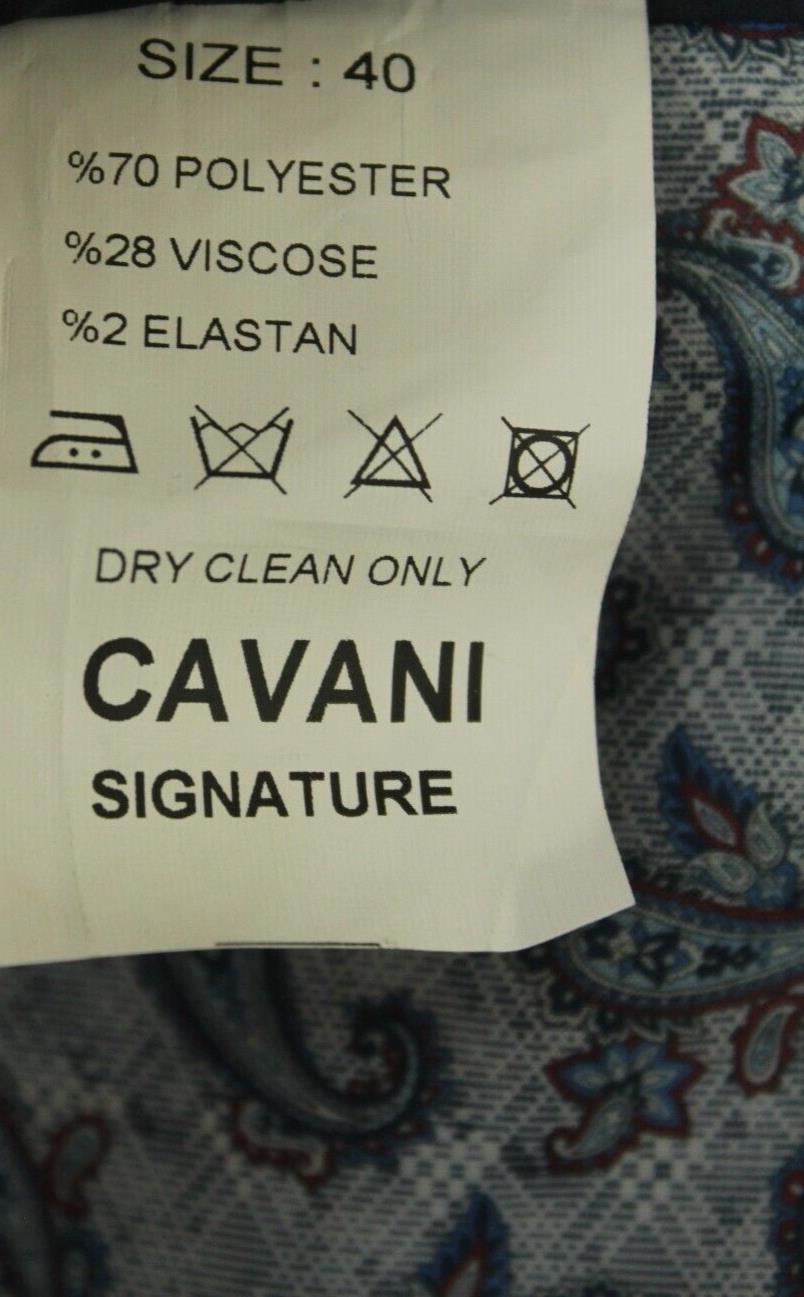 SIZE : 40
%70 POLYESTER
%28 VISCOSE
%2 ELASTAN
DRY CLEAN ONLY
CAVANI
SIGNATURE